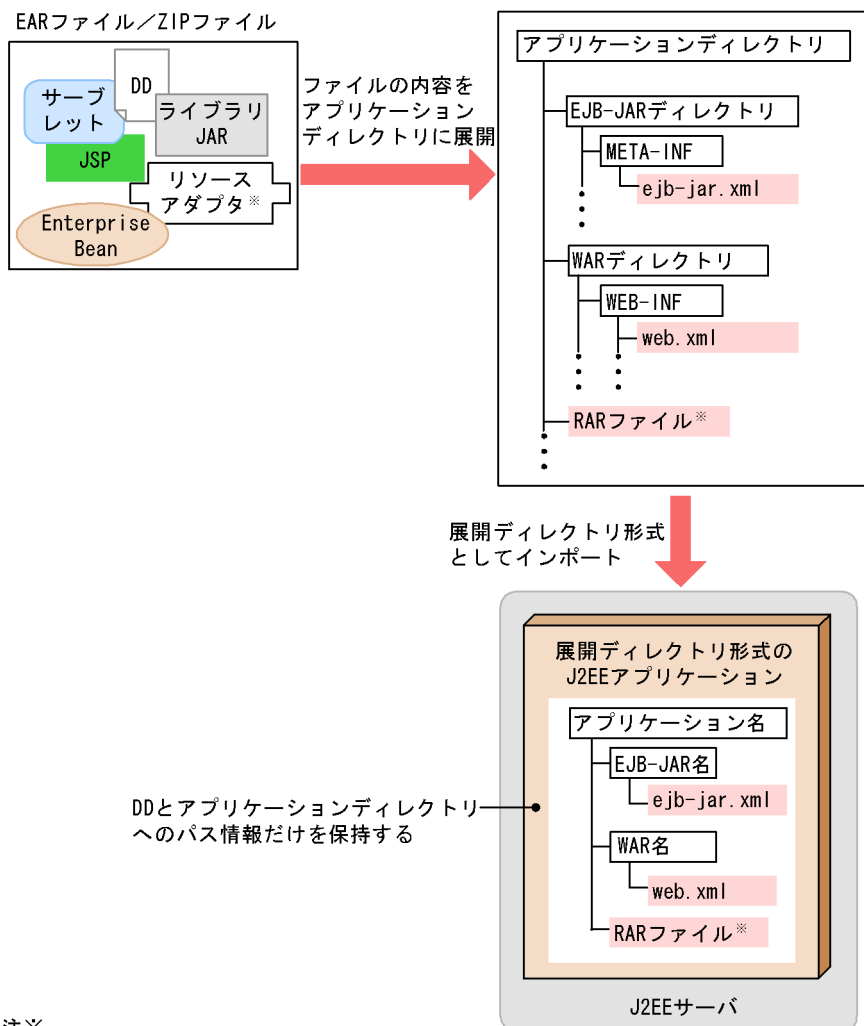 EARファイル／ZIPファイル
DD
サーブ
レット
ライブラリ
JAR
JSP
リソース
アダプタ※
Enterprise
Bean
ファイルの内容を
アプリケーション
ディレクトリに展開
アプリケーションディレクトリ
EJB-JARディレクトリ
META-INF
ejb-jar.xml
WARディレクトリ
WEB-INF
web.xml
RARファイル※
展開ディレクトリ形式
としてインポート
展開ディレクトリ形式の
J2EEアプリケーション
アプリケーション名
EJB-JAR名
ejb-jar.xml
WAR名
web.xml
RARファイル※
DDとアプリケーションディレクトリ
へのパス情報だけを保持する
J2EEサーバ
注※